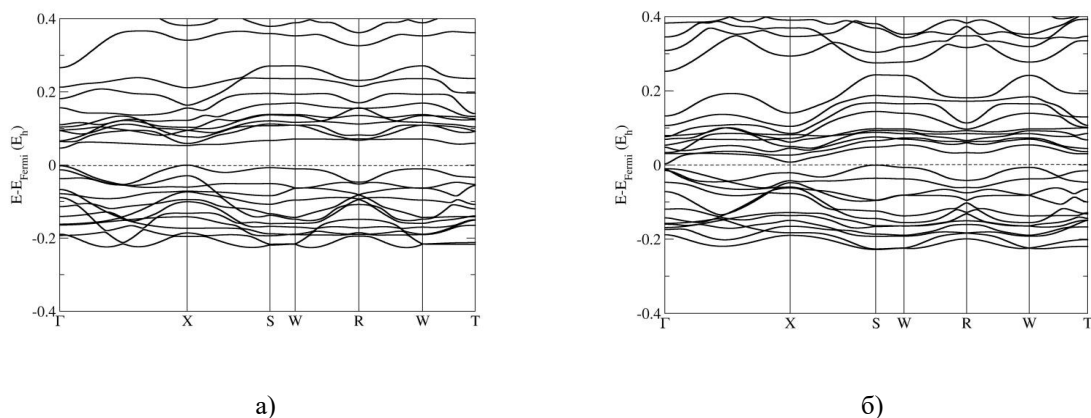 0.4
0.2
0
-0.2
-0.4
E-E_Fermi (E_h)
Γ X S W R W T
а)
0.4
0.2
0
-0.2
-0.4
E-E_Fermi (E_h)
Γ X S W R W T
б)